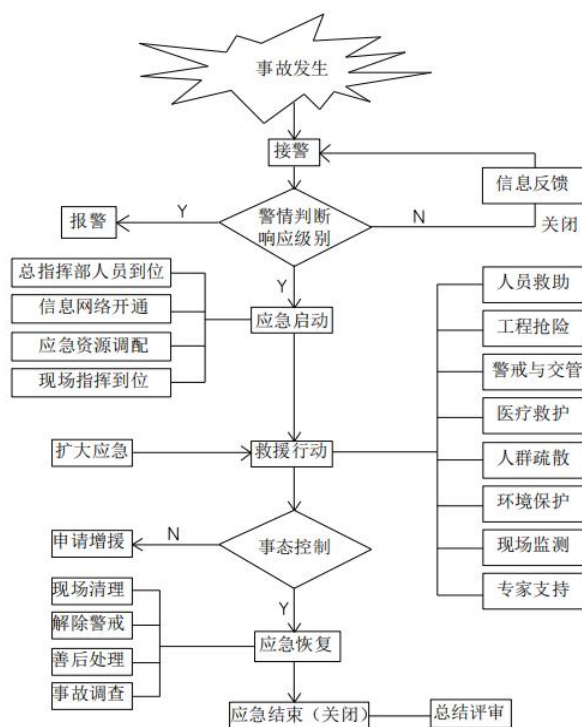 事故发生
接警
信息反馈
Y
报警
警情判断
响应级别
N
关闭
总指挥部人员到位
Y
人员救助
信息网络开通
应急启动
工程抢险
应急资源调配
警戒与交管
现场指挥到位
医疗救护
扩大应急
救援行动
人群疏散
环境保护
申请增援
N
事态控制
现场监测
现场清理
专家支持
Y
解除警戒
应急恢复
善后处理
事故调查
应急结束（关闭）
总结评审